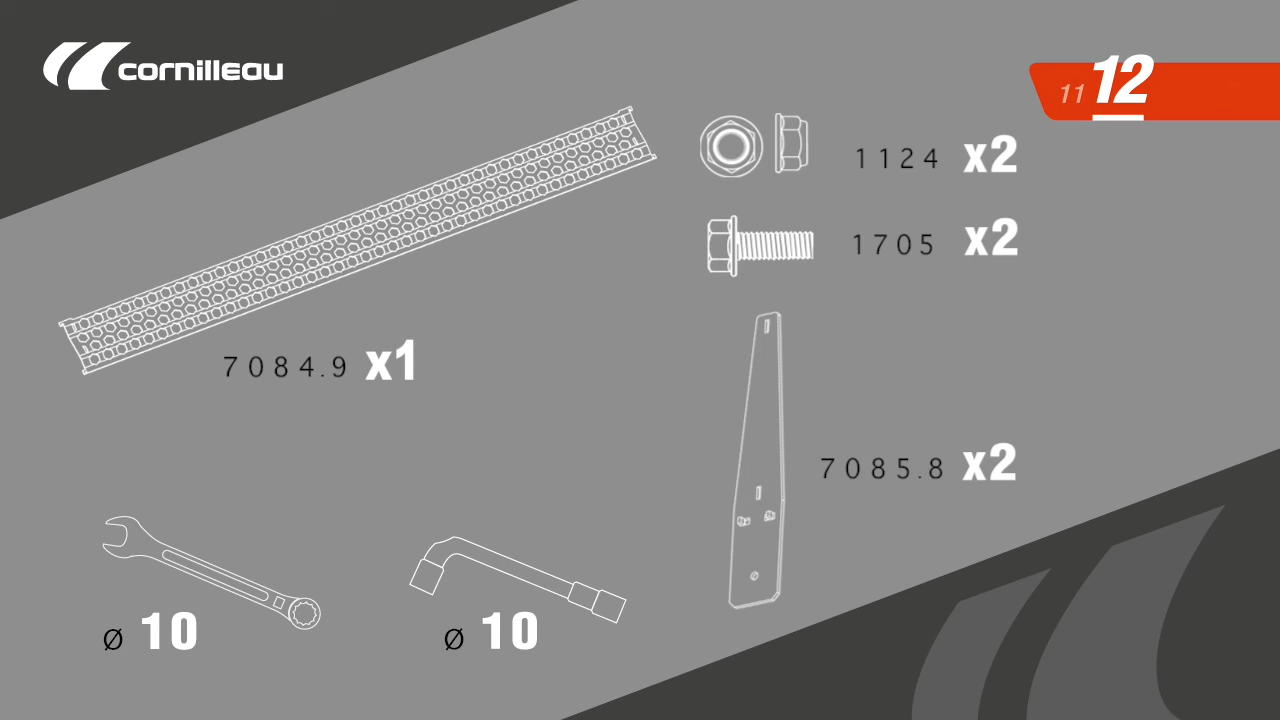 cornilleau
11 12
1124 x2
1705 x2
7084.9 x1
7085.8 x2
Ø 10
Ø 10